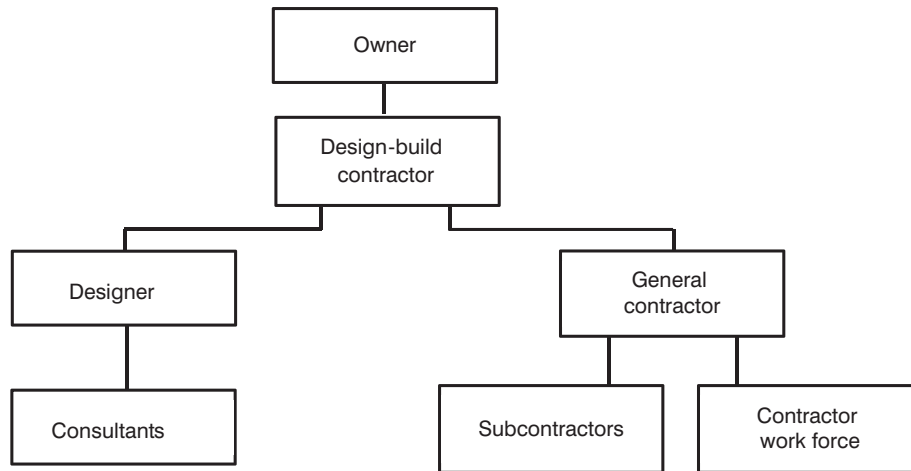 Owner
Design-build
contractor
Designer
General
contractor
Consultants
Subcontractors
Contractor
work force